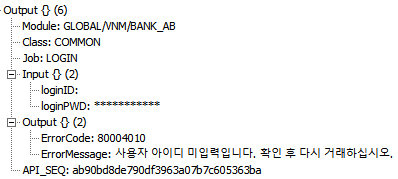 Output {} (6)
Module: GLOBAL/VNM/BANK_AB
Class: COMMON
Job: LOGIN
Input {} (2)
loginID:
loginPWD: ***********
Output {} (2)
ErrorCode: 80004010
ErrorMessage: 사용자 아이디 미입력입니다. 확인 후 다시 거래하십시오.
API_SEQ: ab90bd8de790df3963a07b7c605363ba